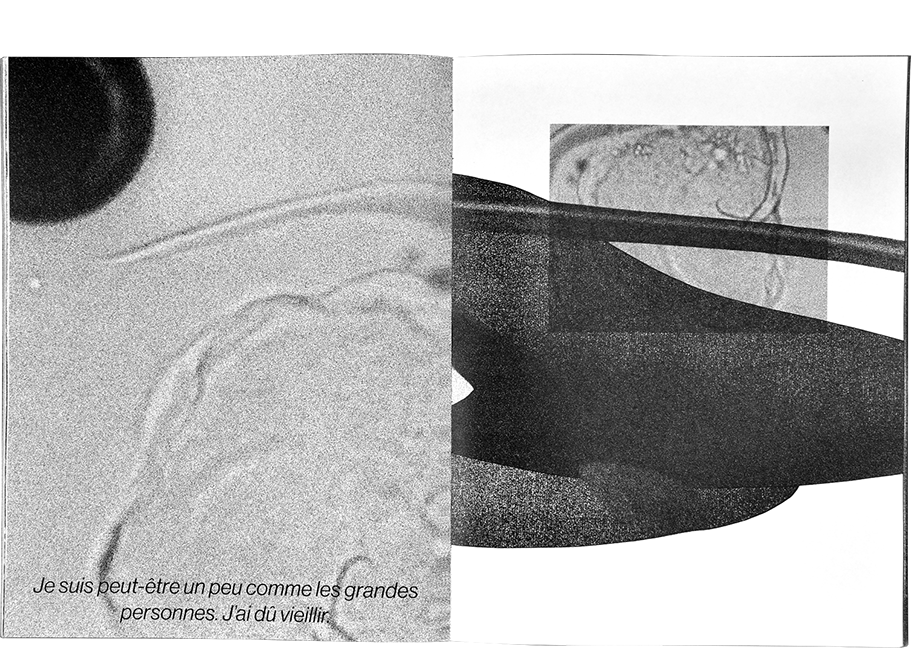 Je suis peut-être un peu comme les grandes
personnes. J'ai dû vieillir.